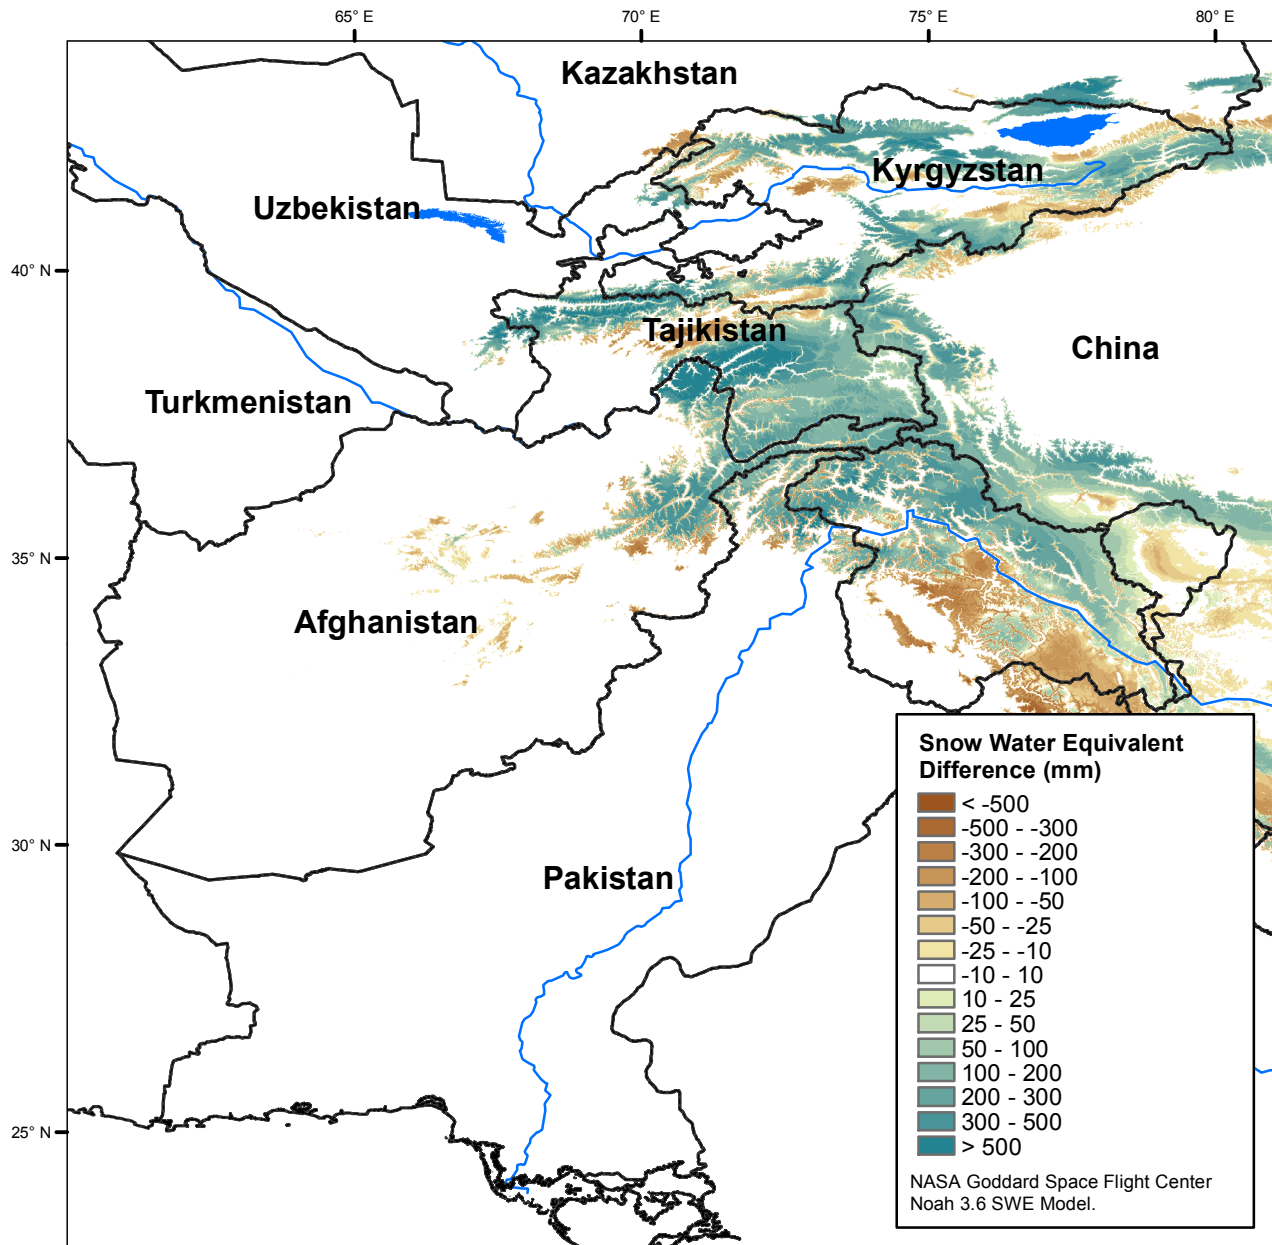 65° E
70° E
75° E
80° E
Kazakhstan
Kyrgyzstan
Uzbekistan
40° N
Tajikistan
China
Turkmenistan
35° N
Afghanistan
Snow Water Equivalent
Difference (mm)
< -500
-500 - -300
-300 - -200
-200 - -100
-100 - -50
-50 - -25
-25 - -10
-10 - 10
10 - 25
25 - 50
50 - 100
100 - 200
200 - 300
300 - 500
> 500
NASA Goddard Space Flight Center
Noah 3.6 SWE Model.
30° N
Pakistan
25° N